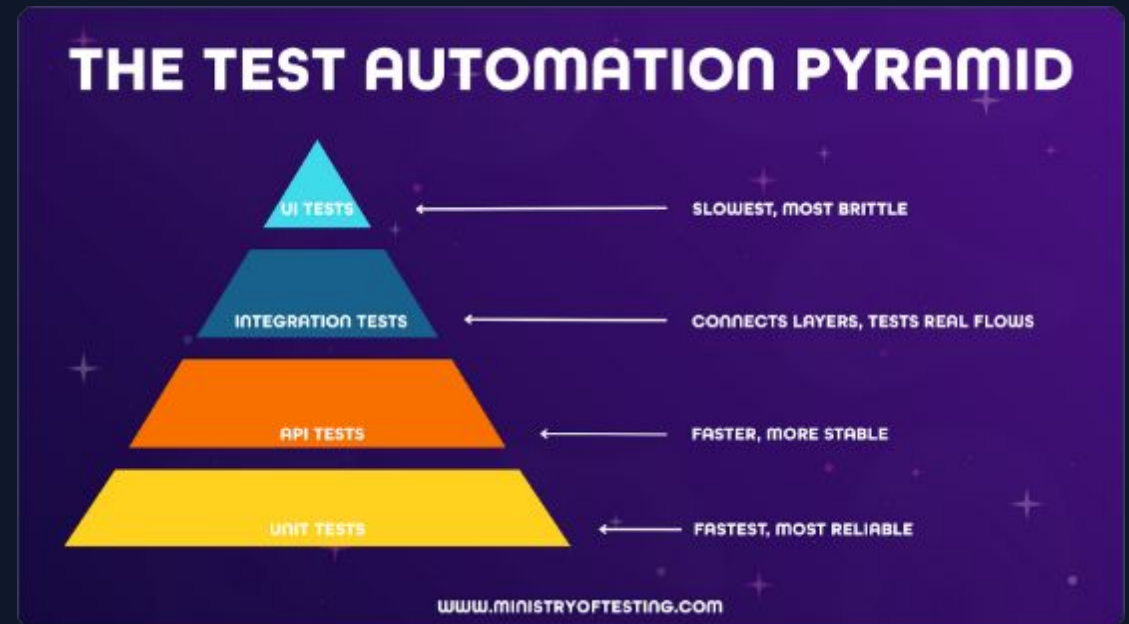 THE TEST AUTOMATION PYRAMID
UI TESTS
SLOWEST, MOST BRITTLE
INTEGRATION TESTS
CONNECTS LAYERS, TESTS REAL FLOWS
API TESTS
FASTER, MORE STABLE
UNIT TESTS
FASTEST, MOST RELIABLE
WWW.MINISTRYOFTESTING.COM